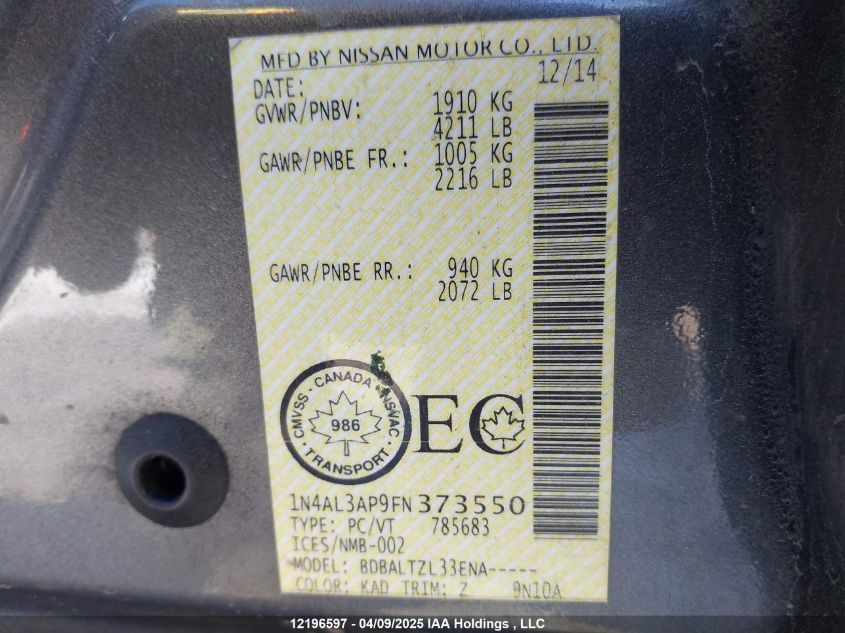 MFD BY NISSAN MOTOR CO., LTD.
DATE: 12/14
GVWR/PNBV: 1910 KG
4211 LB
GAWR/PNBE FR.: 1005 KG
2216 LB
GAWR/PNBE RR.: 940 KG
2072 LB
CANADA
CMVSS · NSVAC
986
TRANSPORT
EC
1N4AL3AP9FN373550
TYPE: PC/VT 785683
ICES/NMB-002
MODEL: BDBALTZL33ENA-----
COLOR: KAD TRIM: Z 9N10A
12196597 - 04/09/2025 IAA Holdings , LLC